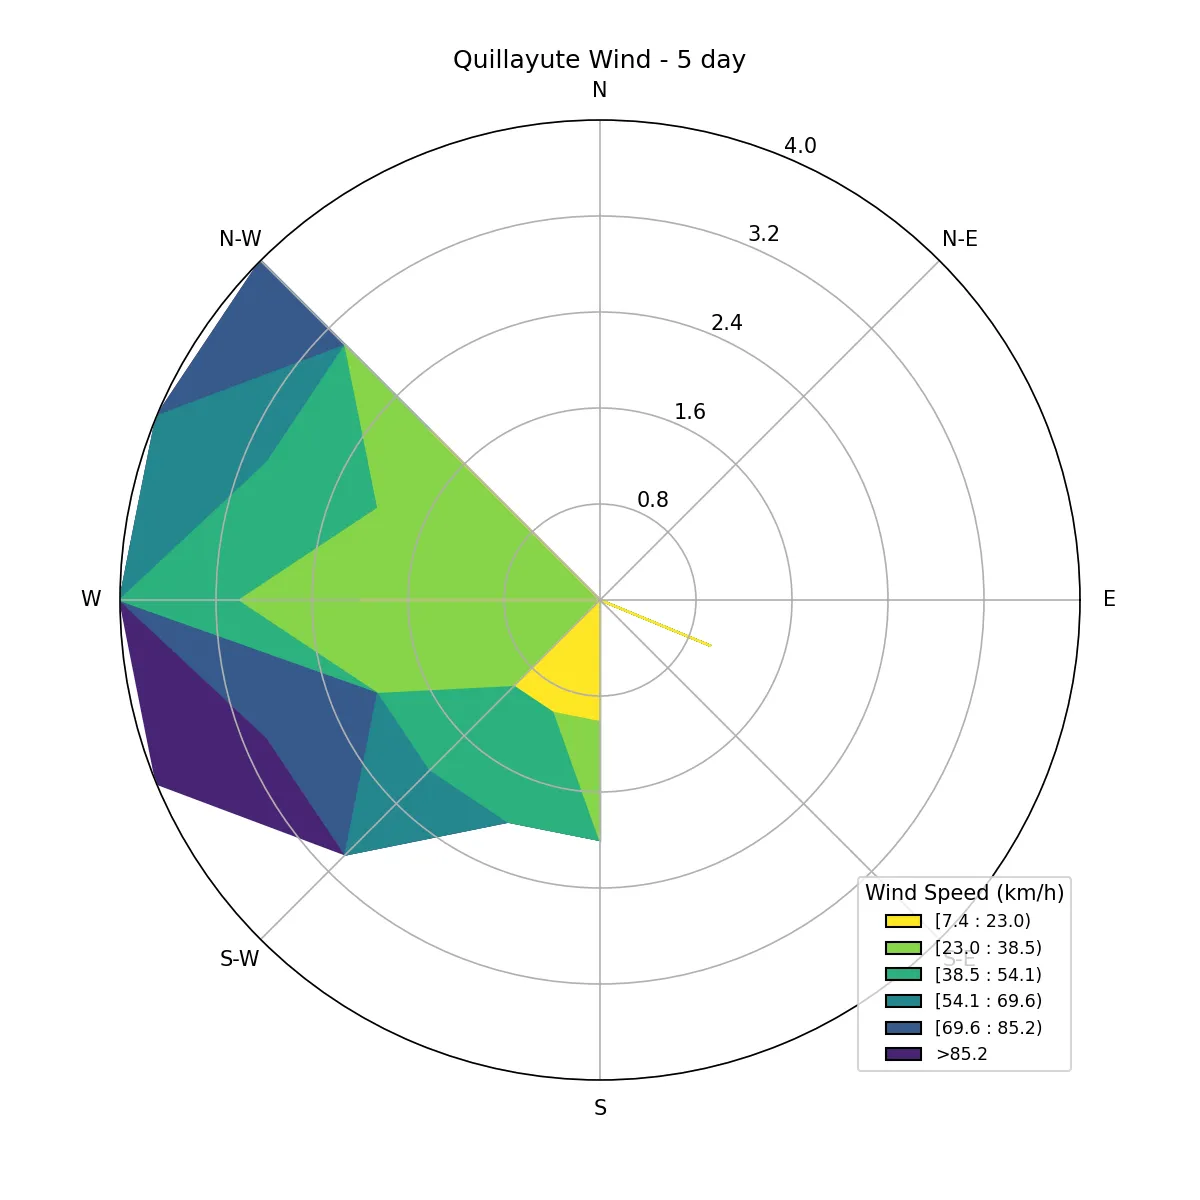 Quillayute Wind - 5 day
N
4.0
3.2
N-W
N-E
2.4
1.6
0.8
W
E
S-W
S-E
Wind Speed (km/h)
[7.4 : 23.0)
[23.0 : 38.5)
[38.5 : 54.1)
[54.1 : 69.6)
[69.6 : 85.2)
>85.2
S